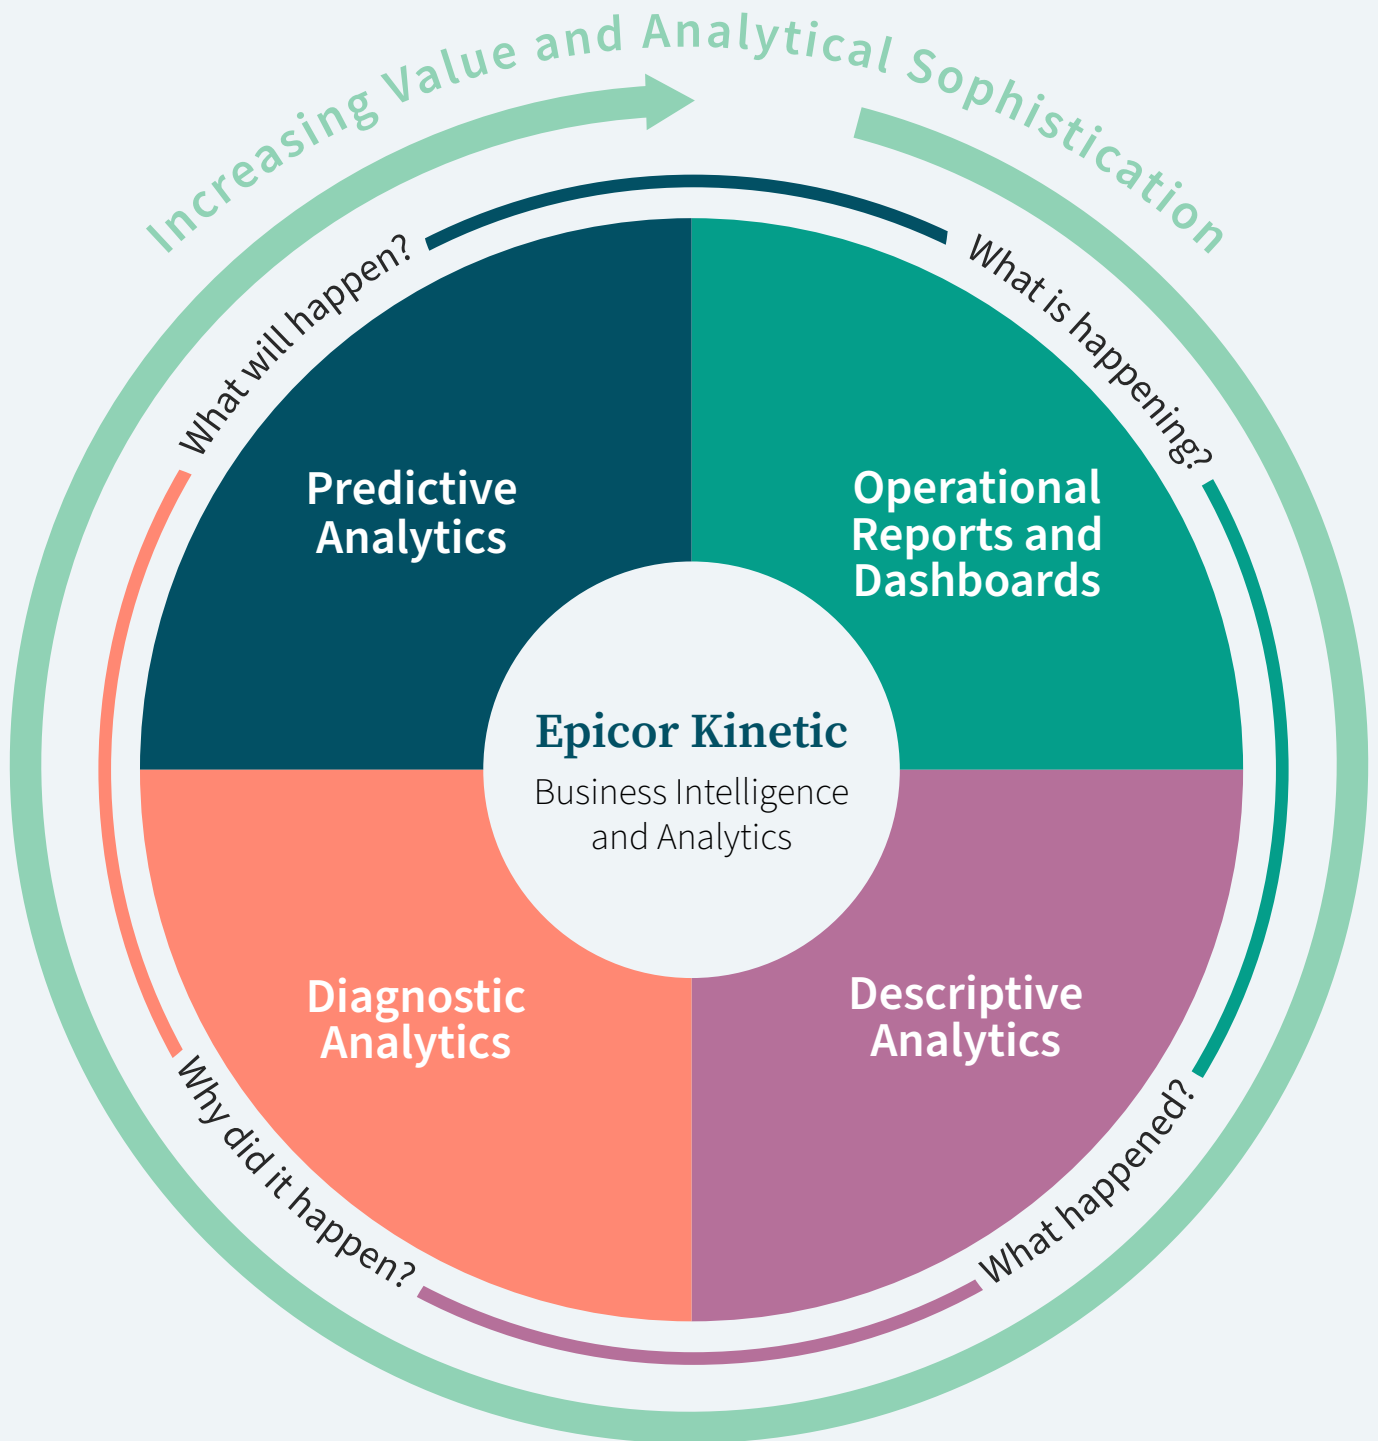 Increasing Value and Analytical Sophistication
What will happen?
What is happening?
Predictive
Analytics
Operational
Reports and
Dashboards
Epicor Kinetic
Business Intelligence
and Analytics
Diagnostic
Analytics
Descriptive
Analytics
Why did it happen?
What happened?